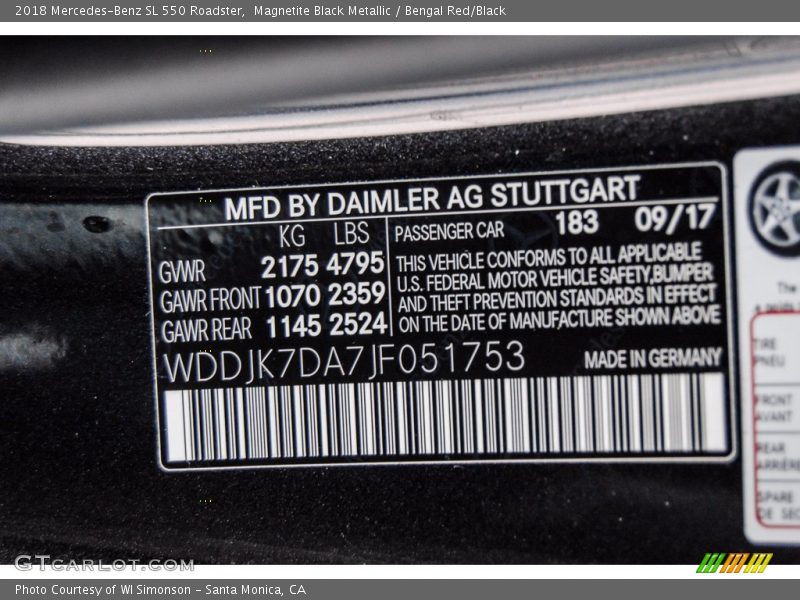 2018 Mercedes-Benz SL 550 Roadster,  Magnetite Black Metallic / Bengal Red/Black
MFD BY DAIMLER AG STUTTGART
KG LBS PASSENGER CAR 183 09/17
GWR 2175 4795
GAWR FRONT 1070 2359
GAWR REAR 1145 2524
THIS VEHICLE CONFORMS TO ALL APPLICABLE
U.S. FEDERAL MOTOR VEHICLE SAFETY,BUMPER
AND THEFT PREVENTION STANDARDS IN EFFECT
ON THE DATE OF MANUFACTURE SHOWN ABOVE
WDDJK7DA7JF051753 MADE IN GERMANY
The
TIRE
PNEU
FRONT
AVANT
REAR
ARRIÈRE
SPARE
DE SEC
GTCARLOT.COM
Photo Courtesy of WI Simonson – Santa Monica, CA